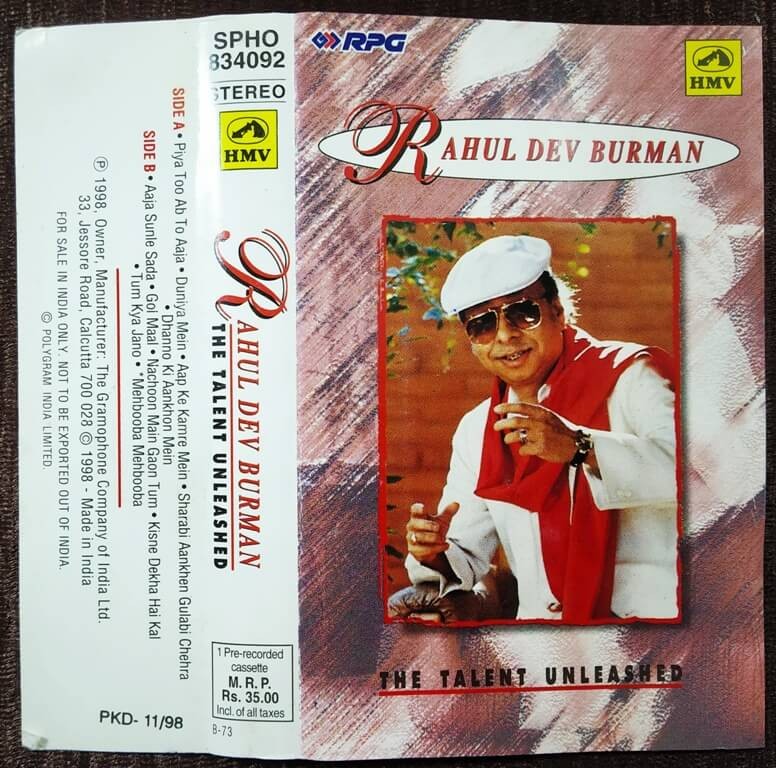 SPHO
834092
STEREO
HMV
RAHUL DEV BURMAN
THE TALENT UNLEASHED
1 Pre-recorded
cassette
M. R. P.
Rs. 35.00
Incl. of all taxes
B-73
SIDE A • Piya Too Ab To Aaja • Duniya Mein • Aap Ke Kamre Mein • Sharabi Aankhen Gulabi Chehra
• Dhanno Ki Aankhon Mein
SIDE B • Aaja Sunle Sada • Gol Maal • Nachoon Main Gaon Tum • Kisne Dekha Hai Kal
• Tum Kya Jano • *Mehbooba Mehbooba
℗ 1998, Owner, Manufacturer: The Gramophone Company of India Ltd.
33, Jessore Road, Calcutta 700 028 © 1998 - Made in India
FOR SALE IN INDIA ONLY. NOT TO BE EXPORTED OUT OF INDIA.
© POLYGRAM INDIA LIMITED.
PKD- 11/98
RPG
HMV
RAHUL DEV BURMAN
THE TALENT UNLEASHED